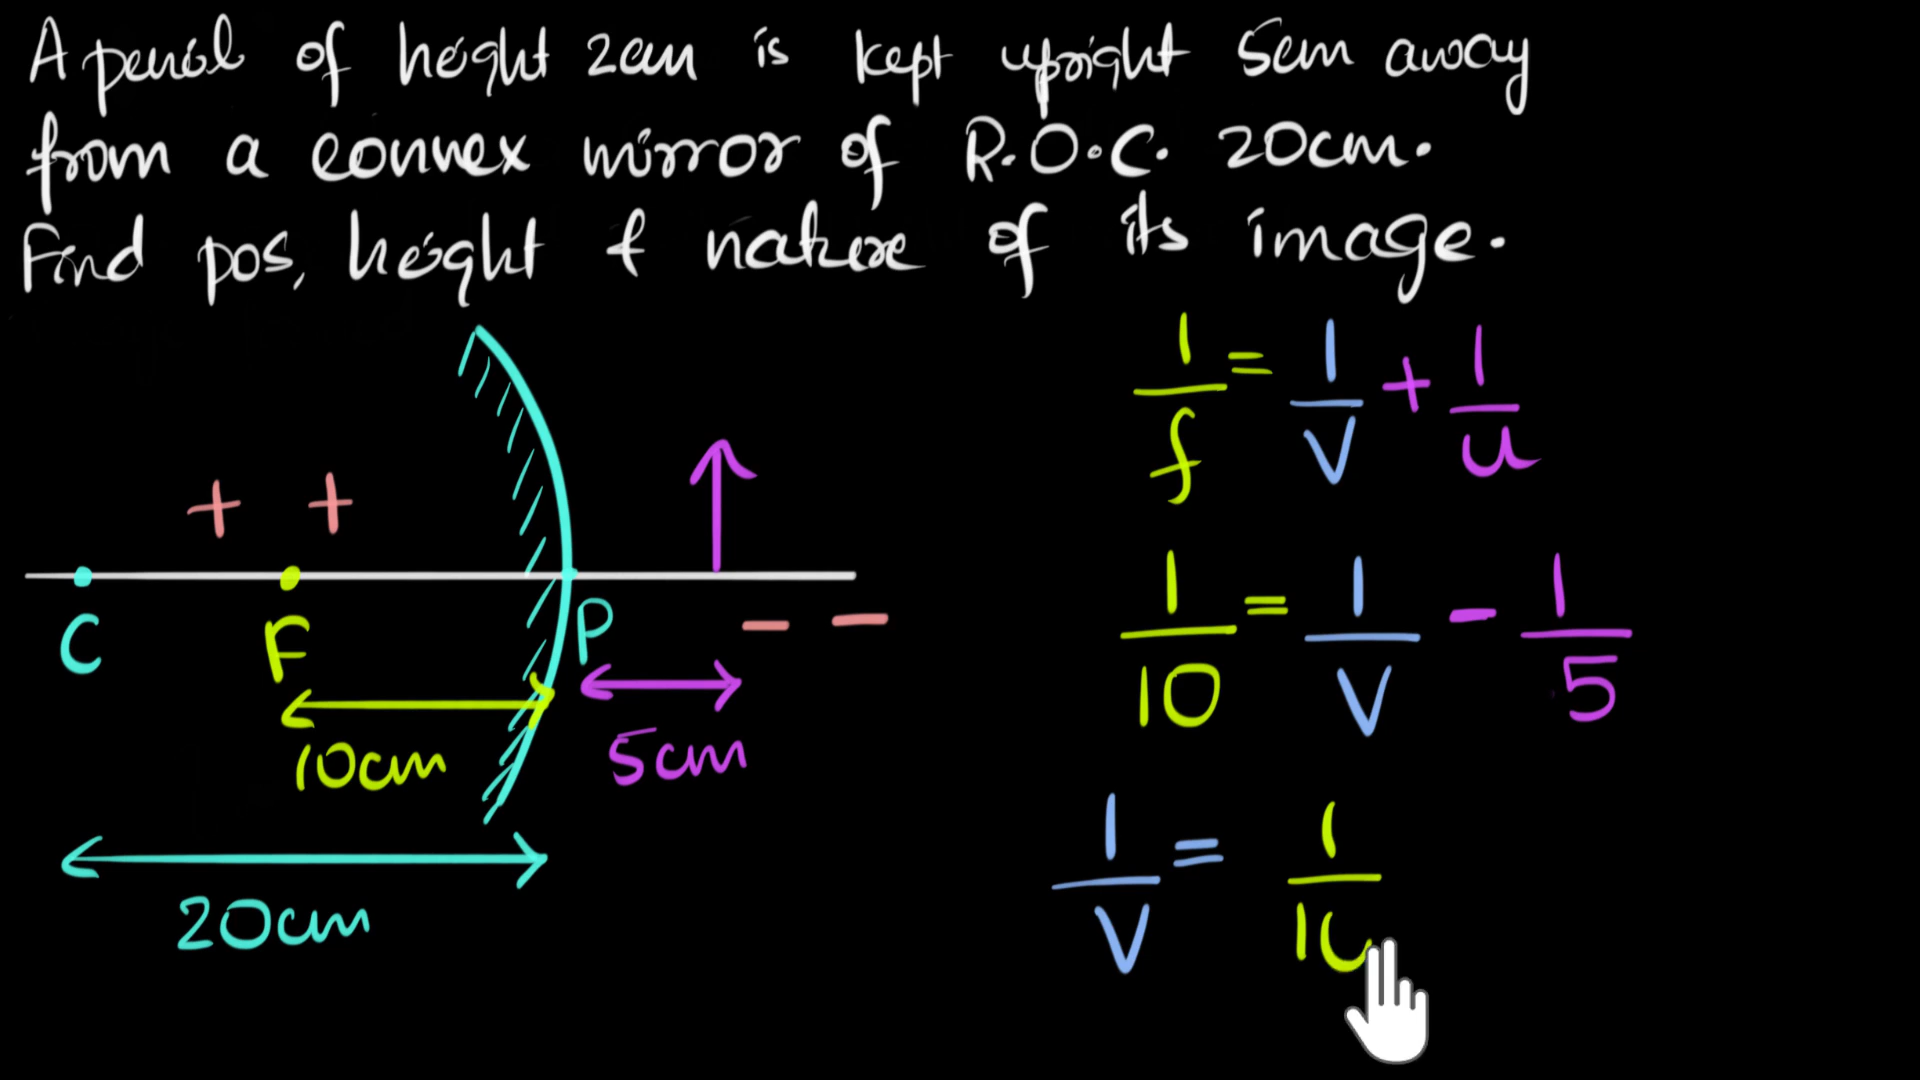 A pencil of height 2cm is kept upright 5cm away
from a convex mirror of R.O.C. 20cm.
Find pos, height & nature of its image.
1/f = 1/v + 1/u
+ +
C F P - -
1/10 = 1/v - 1/5
10cm 5cm
20cm
1/v = 1/10